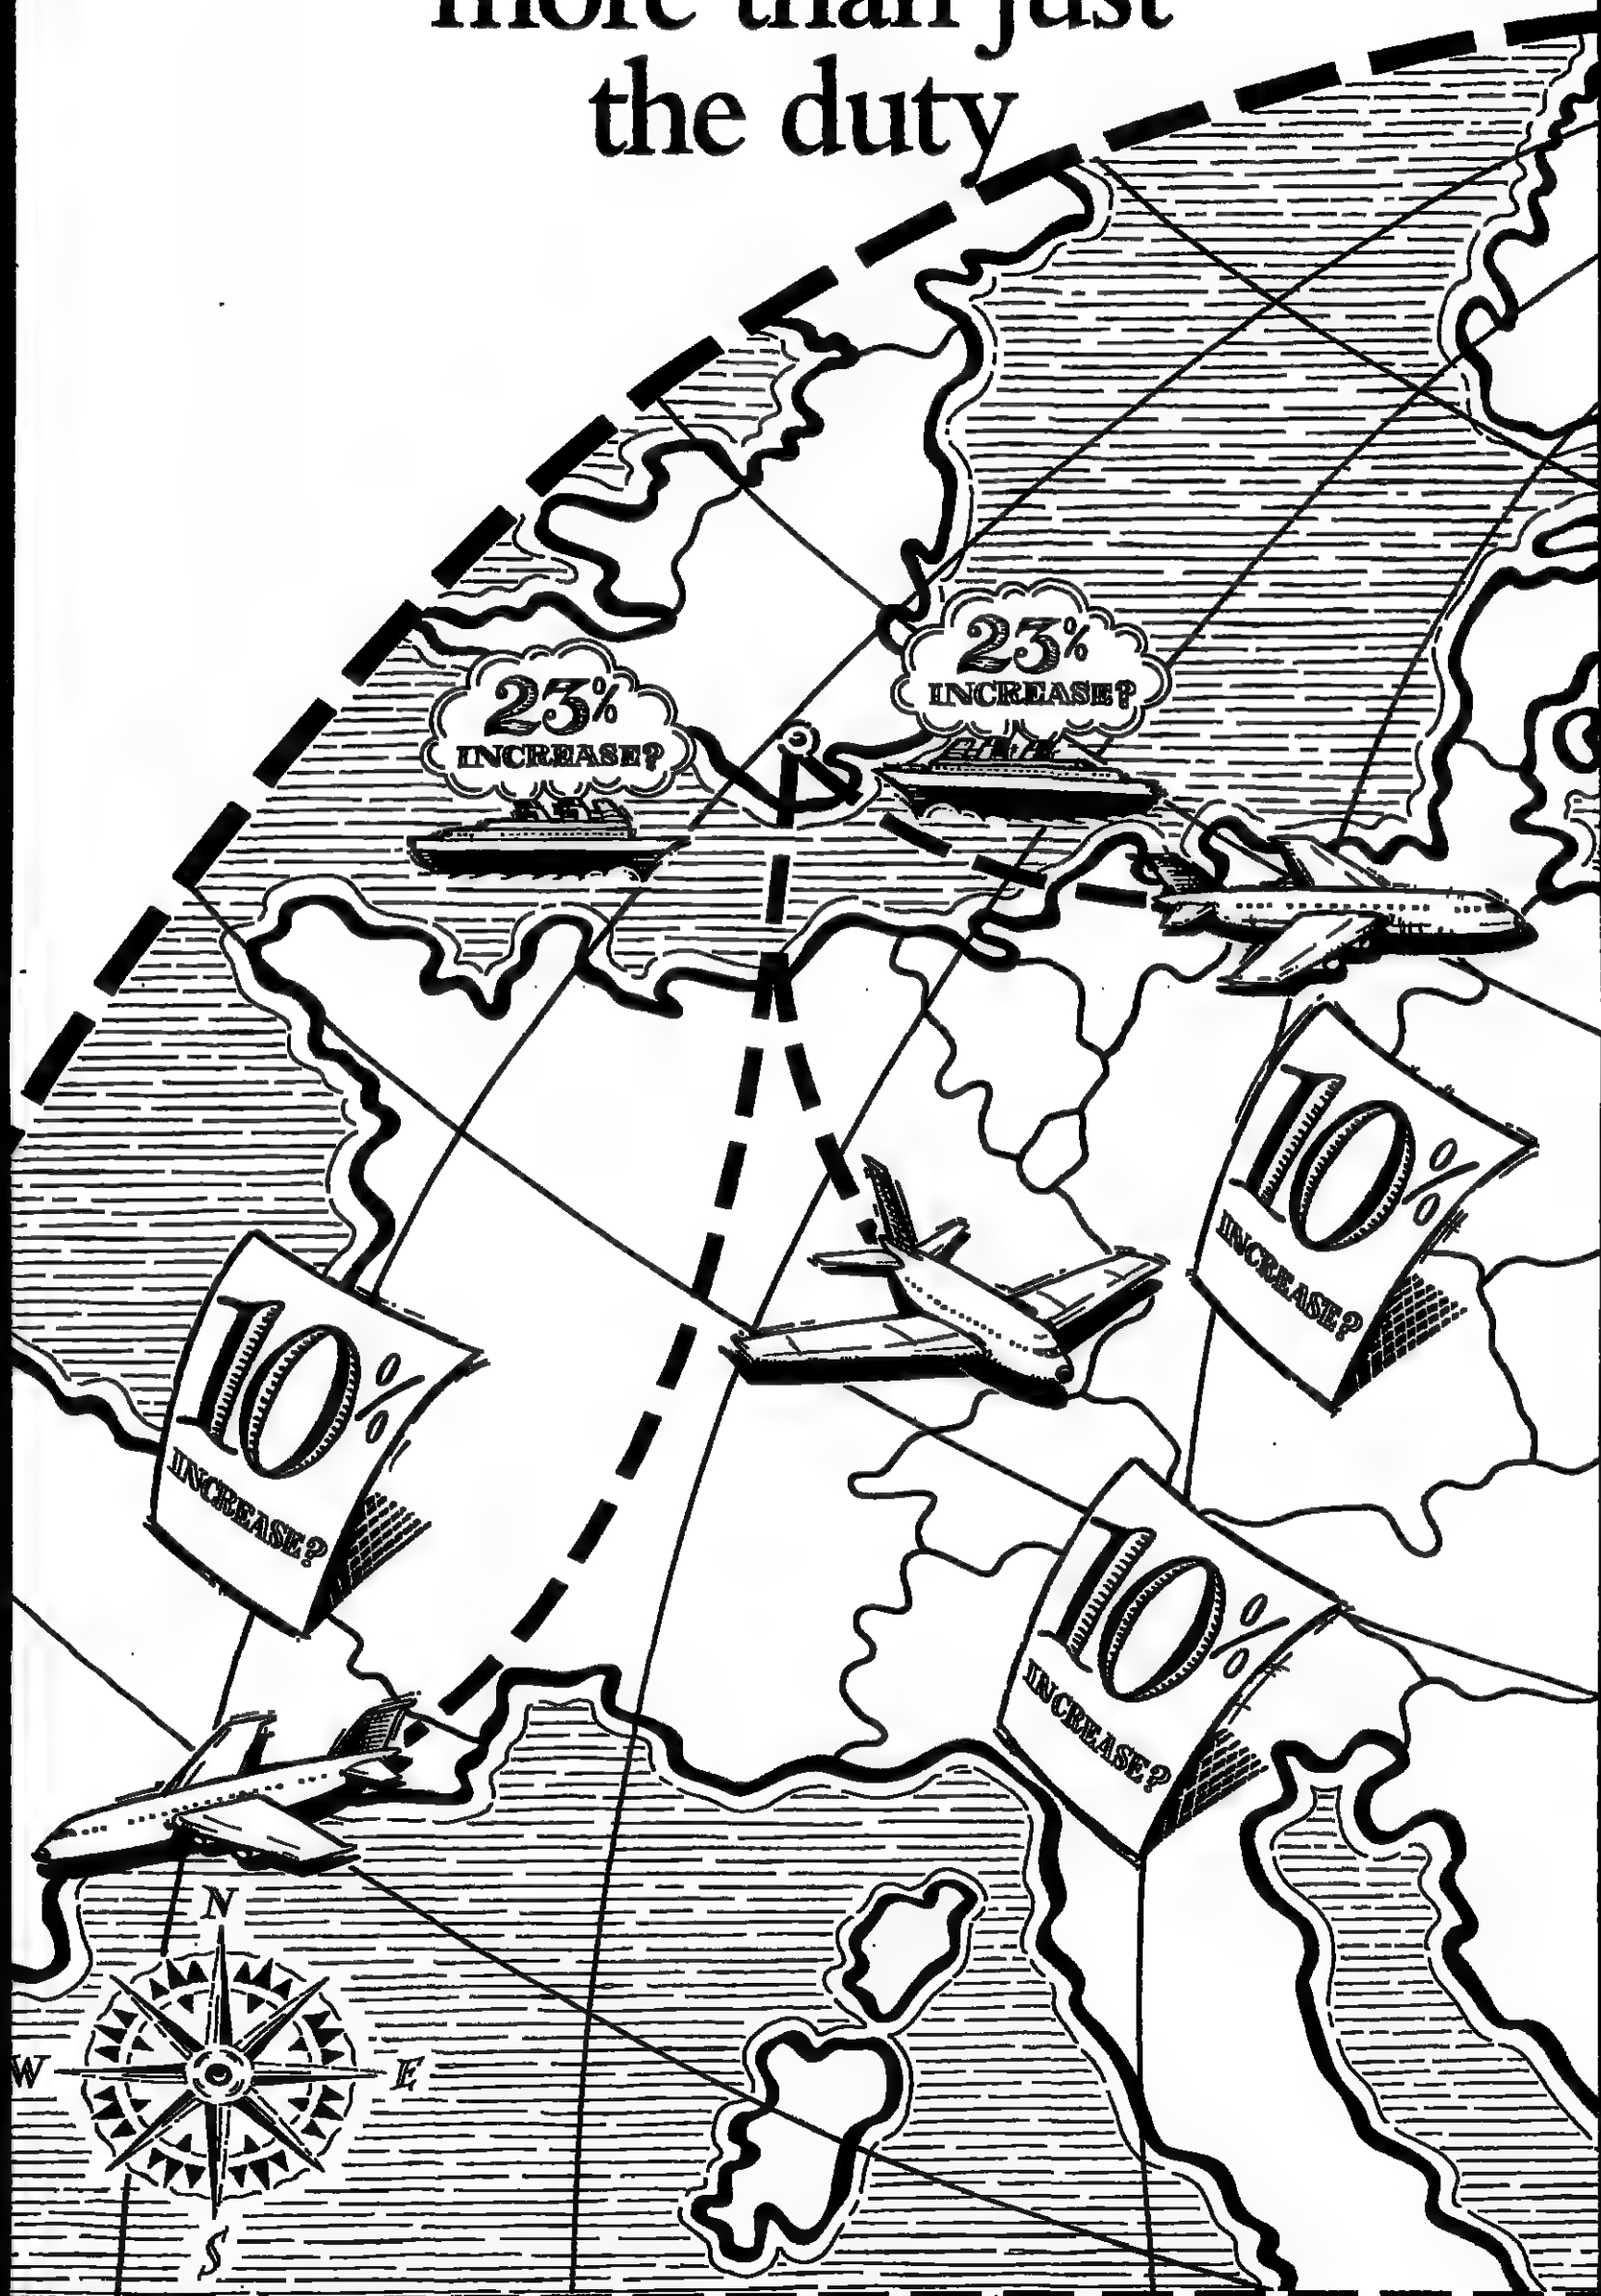 more than just
the duty
23%
INCREASE?
23%
INCREASE?
10%
INCREASE?
10%
INCREASE?
10%
INCREASE?
N
W
E
S